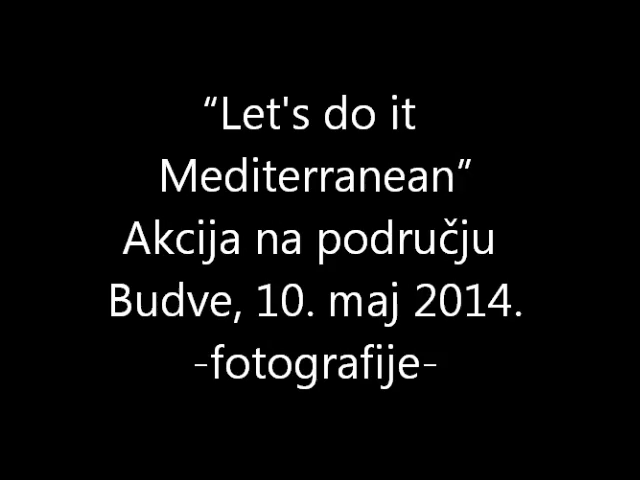 “Let's do it
Mediterranean”
Akcija na području
Budve, 10. maj 2014.
-fotografije-